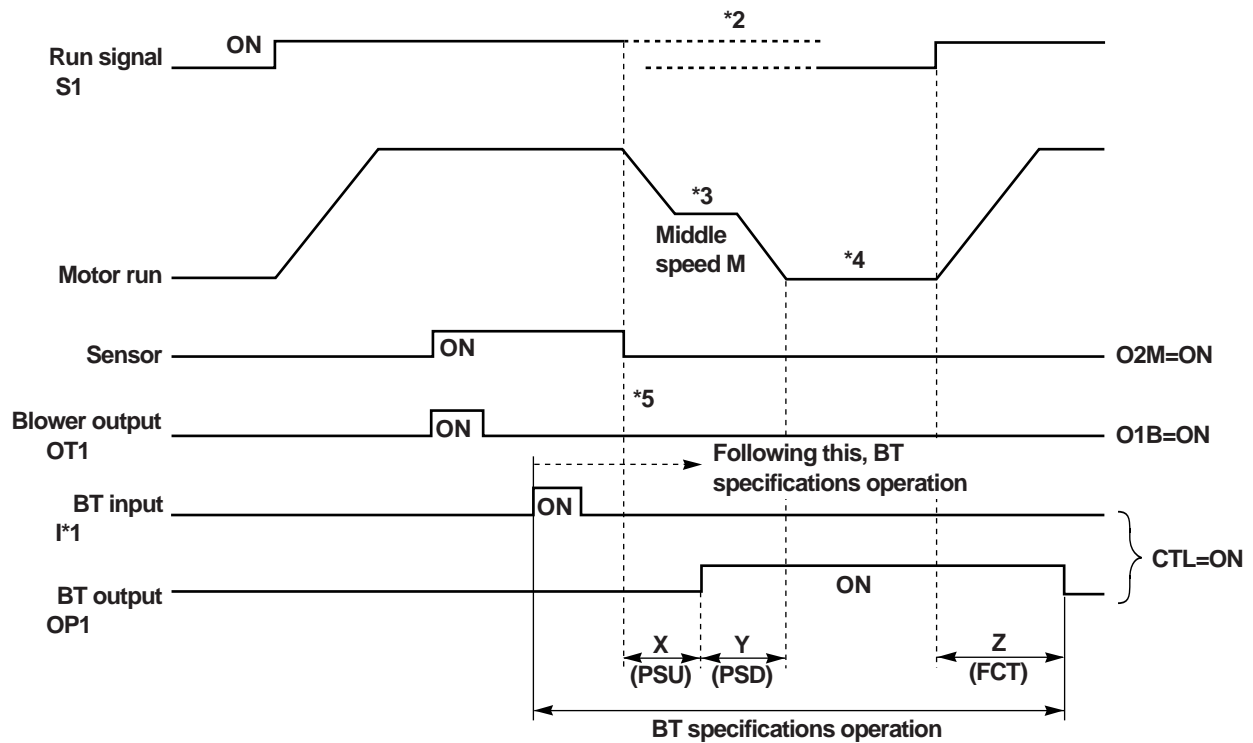 *2
ON
Run signal
S1
*3
Middle
speed M
*4
Motor run
ON
Sensor
O2M=ON
*5
Blower output
OT1
ON
O1B=ON
Following this, BT
specifications operation
BT input
I*1
ON
CTL=ON
BT output
OP1
ON
X
(PSU)
Y
(PSD)
Z
(FCT)
BT specifications operation